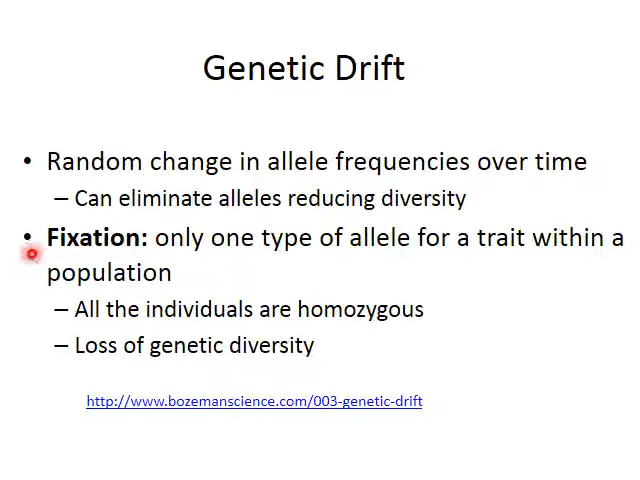 Genetic Drift
• Random change in allele frequencies over time
– Can eliminate alleles reducing diversity
• Fixation: only one type of allele for a trait within a
population
– All the individuals are homozygous
– Loss of genetic diversity
http://www.bozemanscience.com/003-genetic-drift